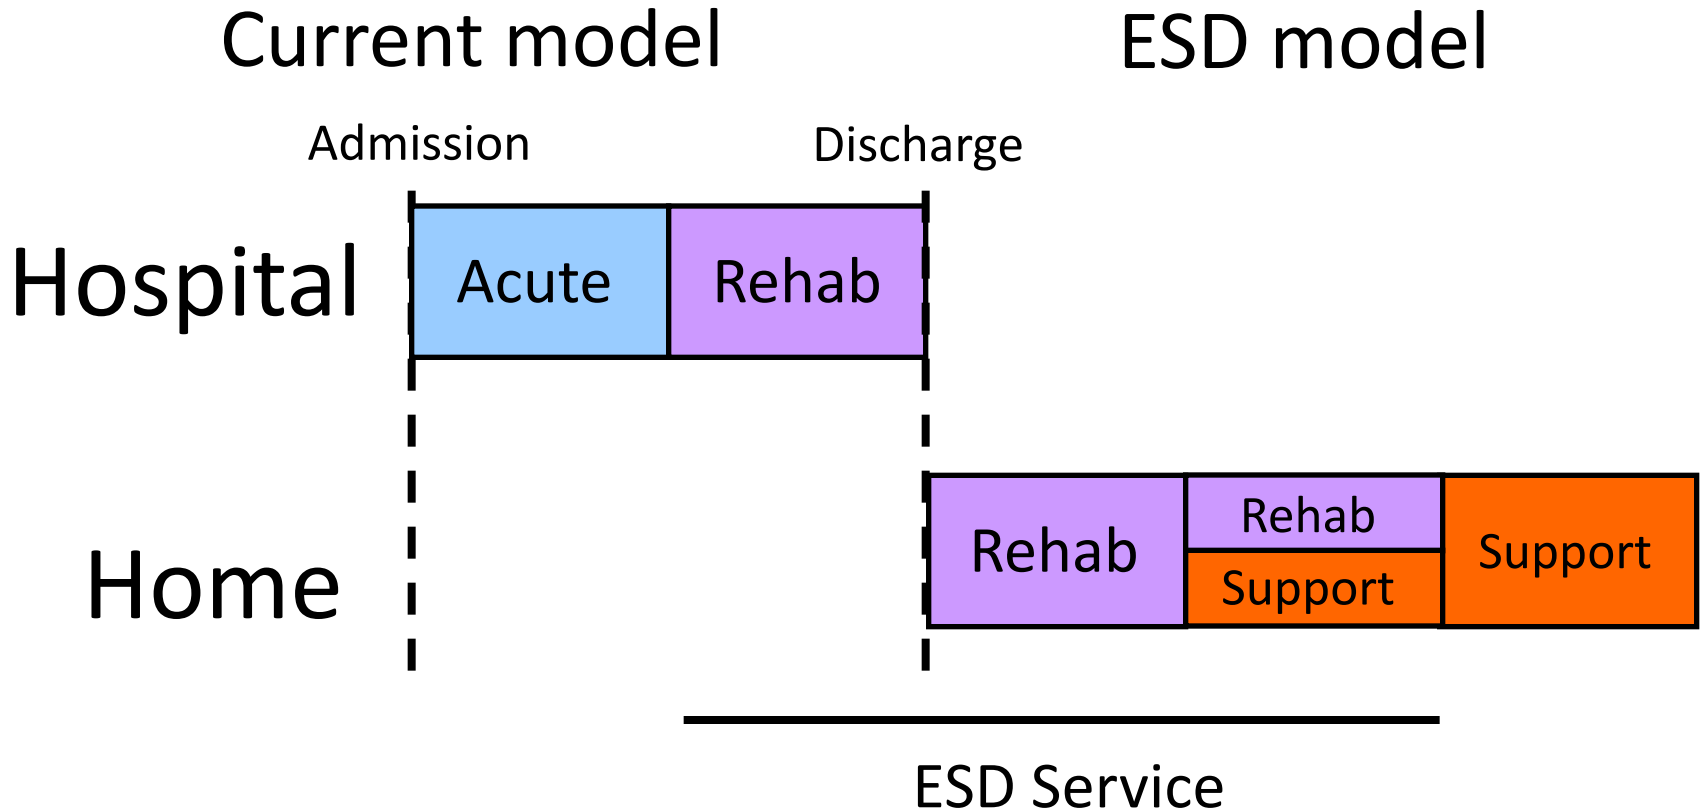 Current model
ESD model
Admission
Discharge
Hospital
Acute
Rehab
Home
Rehab
Rehab
Support
Support
ESD Service